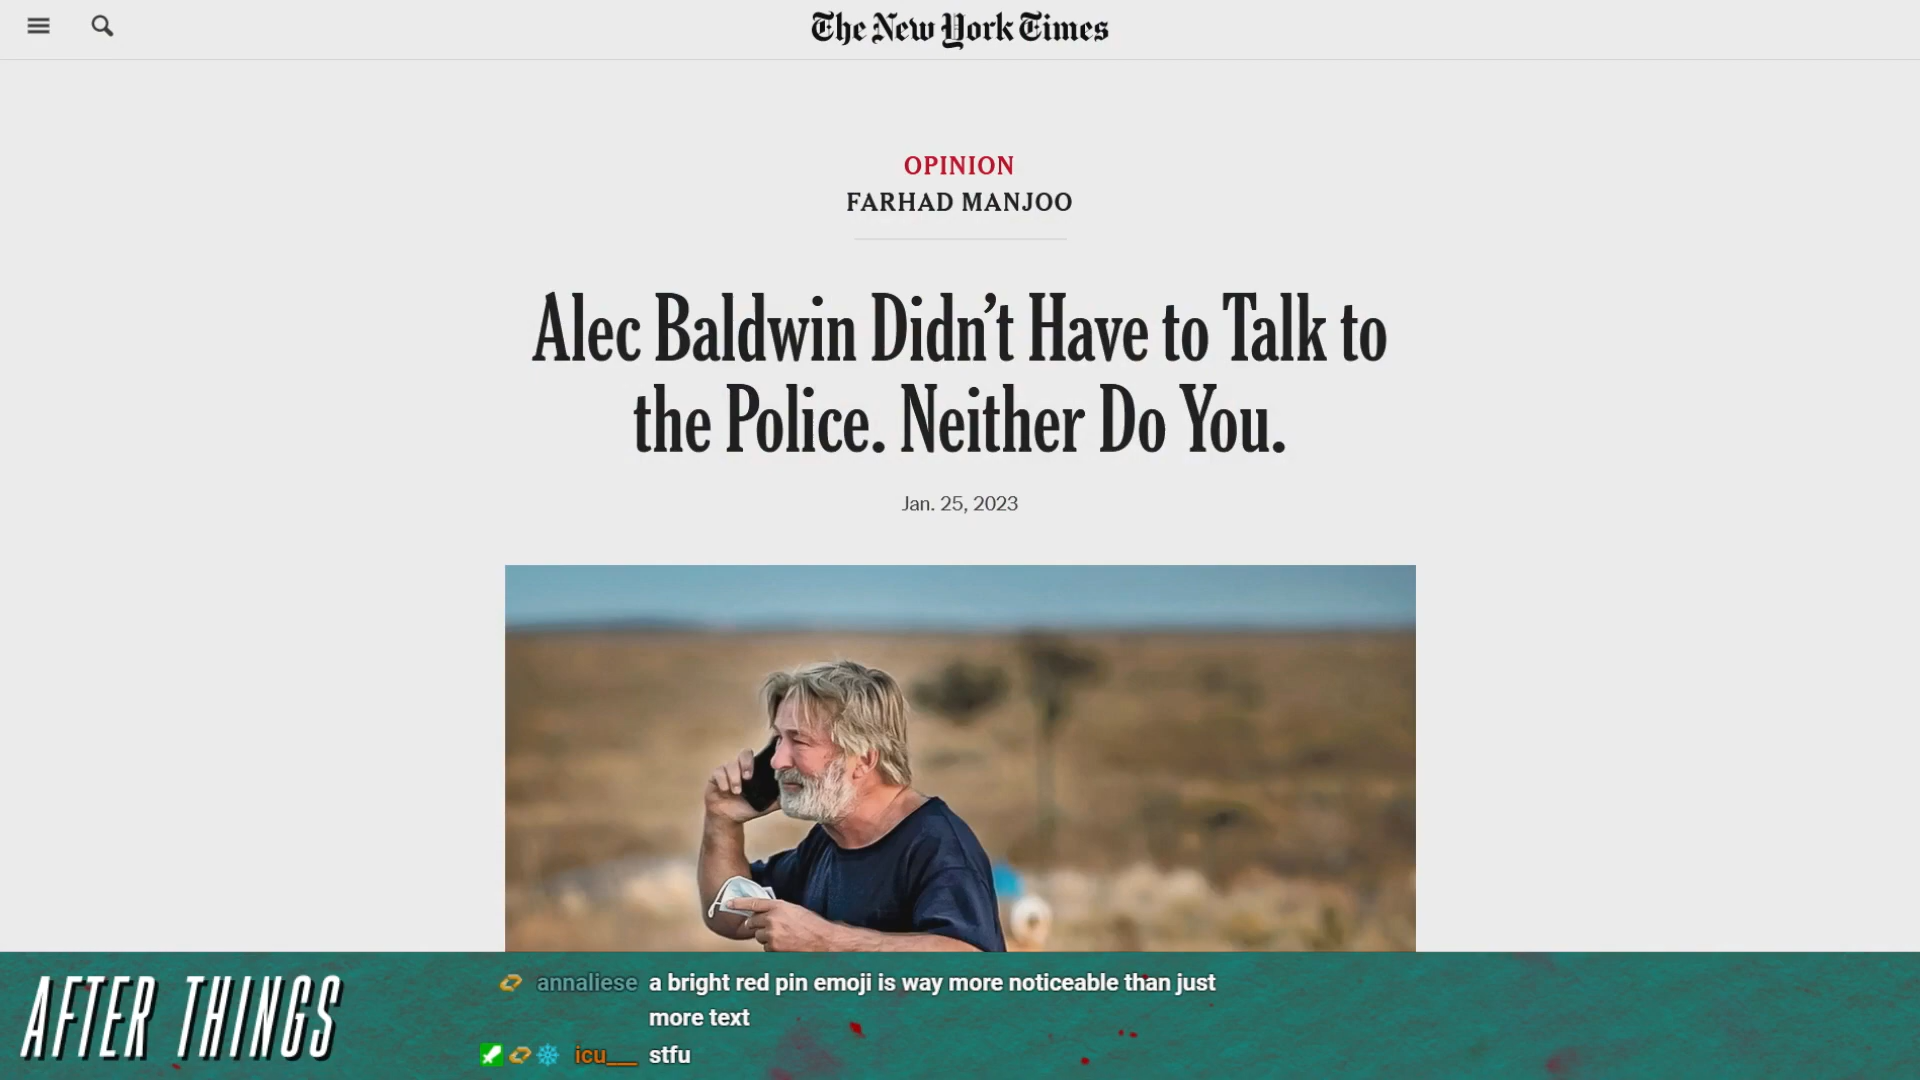 The New York Times
OPINION
FARHAD MANJOO
Alec Baldwin Didn’t Have to Talk to
the Police. Neither Do You.
Jan. 25, 2023
AFTER THINGS
annaliese a bright red pin emoji is way more noticeable than just
more text
icu___ stfu